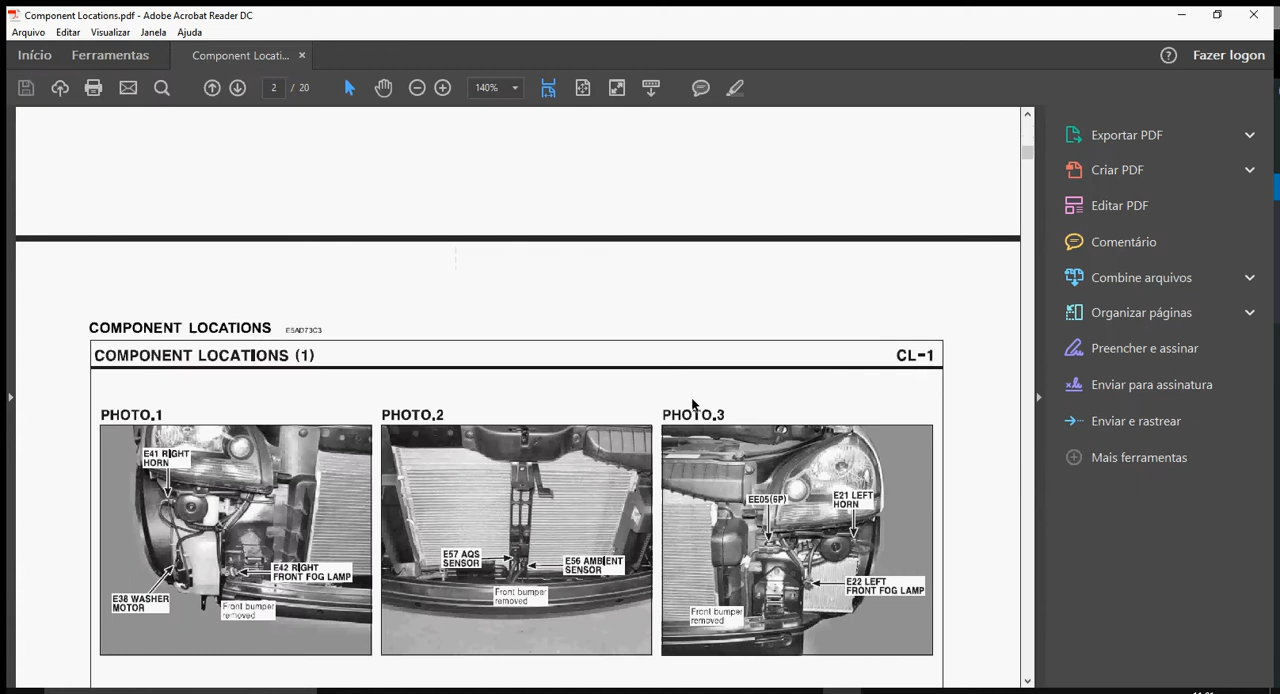 Component Locations.pdf - Adobe Acrobat Reader DC
Arquivo Editar Visualizar Janela Ajuda
Início Ferramentas Component Locati... × Fazer logon
2 / 20 140%
Exportar PDF
Criar PDF
Editar PDF
Comentário
Combine arquivos
Organizar páginas
Preencher e assinar
Enviar para assinatura
Enviar e rastrear
Mais ferramentas
COMPONENT LOCATIONS E5AD73C3
COMPONENT LOCATIONS (1) CL-1
PHOTO.1
E41 RIGHT
HORN
E42 RIGHT
FRONT FOG LAMP
E38 WASHER
MOTOR
Front bumper
removed
PHOTO.2
E57 AQS
SENSOR
E56 AMBIENT
SENSOR
Front bumper
removed
PHOTO.3
EE05(6P)
E21 LEFT
HORN
E22 LEFT
FRONT FOG LAMP
Front bumper
removed